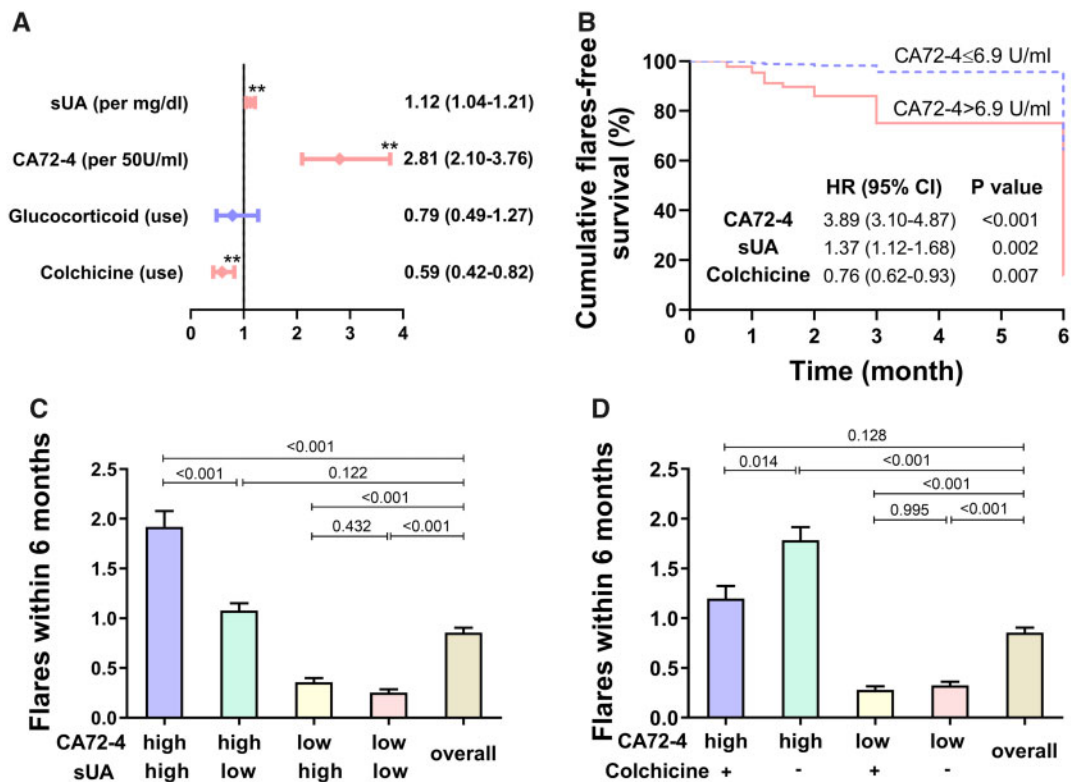 A
sUA (per mg/dl) ** 1.12 (1.04-1.21)
CA72-4 (per 50U/ml) ** 2.81 (2.10-3.76)
Glucocorticoid (use) 0.79 (0.49-1.27)
Colchicine (use) ** 0.59 (0.42-0.82)
0 1 2 3 4
B
Cumulative flares-free
survival (%)
100
80
60
40
20
0
CA72-4≤6.9 U/ml
CA72-4>6.9 U/ml
HR (95% CI) P value
CA72-4 3.89 (3.10-4.87) <0.001
sUA 1.37 (1.12-1.68) 0.002
Colchicine 0.76 (0.62-0.93) 0.007
0 1 2 3 4 5 6
Time (month)
C
Flares within 6 months
<0.001
<0.001 0.122
<0.001
0.432 <0.001
2.5
2.0
1.5
1.0
0.5
0.0
CA72-4 high high low low overall
sUA high low high low
D
Flares within 6 months
0.128
0.014 <0.001
<0.001
0.995 <0.001
2.5
2.0
1.5
1.0
0.5
0.0
CA72-4 high high low low overall
Colchicine + - + -